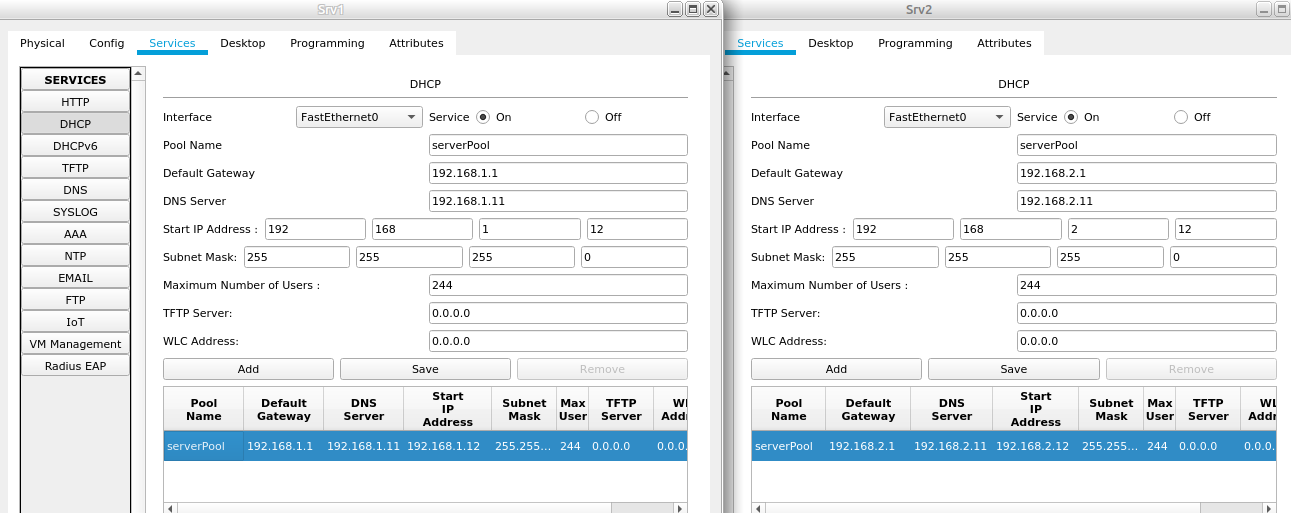 Srv1
Physical Config Services Desktop Programming Attributes
SERVICES
HTTP
DHCP
DHCPv6
TFTP
DNS
SYSLOG
AAA
NTP
EMAIL
FTP
IoT
VM Management
Radius EAP
DHCP
Interface FastEthernet0 Service On Off
Pool Name serverPool
Default Gateway 192.168.1.1
DNS Server 192.168.1.11
Start IP Address : 192 168 1 12
Subnet Mask: 255 255 255 0
Maximum Number of Users : 244
TFTP Server: 0.0.0.0
WLC Address: 0.0.0.0
Add Save Remove
Pool Name Default Gateway DNS Server Start IP Address Subnet Mask Max User TFTP Server WL Addr
serverPool 192.168.1.1 192.168.1.11 192.168.1.12 255.255... 244 0.0.0.0 0.0.0.
Srv2
Services Desktop Programming Attributes
DHCP
Interface FastEthernet0 Service On Off
Pool Name serverPool
Default Gateway 192.168.2.1
DNS Server 192.168.2.11
Start IP Address : 192 168 2 12
Subnet Mask: 255 255 255 0
Maximum Number of Users : 244
TFTP Server: 0.0.0.0
WLC Address: 0.0.0.0
Add Save Remove
Pool Name Default Gateway DNS Server Start IP Address Subnet Mask Max User TFTP Server WL Addr
serverPool 192.168.2.1 192.168.2.11 192.168.2.12 255.255... 244 0.0.0.0 0.0.0.